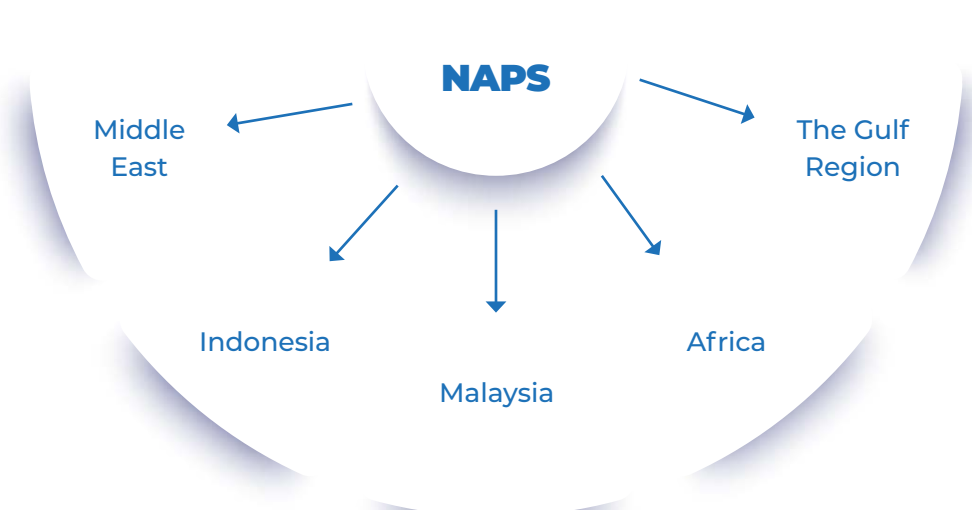 NAPS
Middle
East
The Gulf
Region
Indonesia
Africa
Malaysia